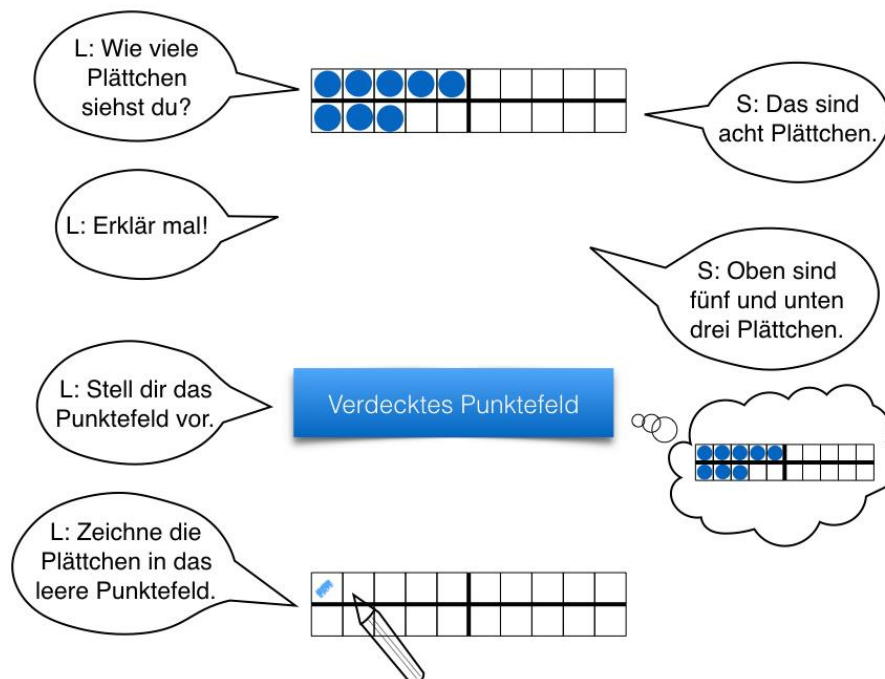 L: Wie viele
Plättchen
siehst du?
S: Das sind
acht Plättchen.
L: Erklär mal!
S: Oben sind
fünf und unten
drei Plättchen.
L: Stell dir das
Punktefeld vor.
Verdecktes Punktefeld
L: Zeichne die
Plättchen in das
leere Punktefeld.